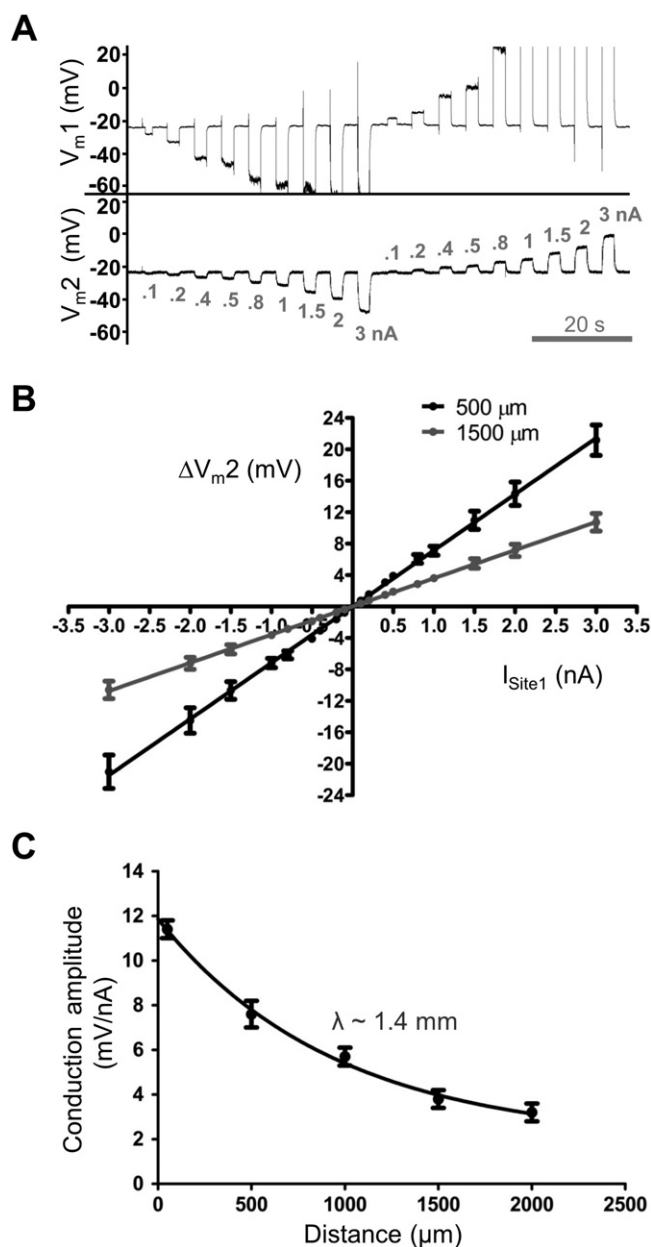 A
20
0
-20
-40
-60
Vm1 (mV)
20
0
-20
-40
-60
Vm2 (mV)
.1 .2 .4 .5 .8 1 1.5 2 3 nA
.1 .2 .4 .5 .8 1 1.5 2 3 nA
20 s
B
500 μm
1500 μm
ΔVm2 (mV)
24
20
16
12
8
4
-3.5 -3.0 -2.5 -2.0 -1.5 -1.0 -0.5
0.5 1.0 1.5 2.0 2.5 3.0 3.5
-4
-8
-12
-16
-20
-24
ISite1 (nA)
C
14
12
10
8
6
4
2
0
Conduction amplitude
(mV/nA)
λ ~ 1.4 mm
0 500 1000 1500 2000 2500
Distance (μm)